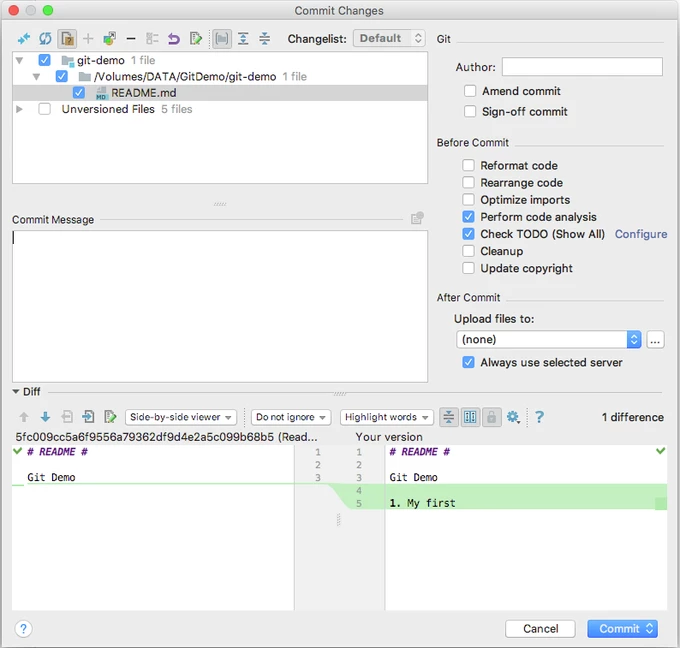 Commit Changes
Changelist: Default
git-demo 1 file
/Volumes/DATA/GitDemo/git-demo 1 file
MD README.md
Unversioned Files 5 files
Commit Message
Git
Author:
Amend commit
Sign-off commit
Before Commit
Reformat code
Rearrange code
Optimize imports
Perform code analysis
Check TODO (Show All) Configure
Cleanup
Update copyright
After Commit
Upload files to:
(none) ...
Always use selected server
Diff
Side-by-side viewer Do not ignore Highlight words ? 1 difference
5fc009cc5a6f9556a79362df9d4e2a5c099b68b5 (Read... Your version
# README # 1 1 # README #
2 2
Git Demo 3 3 Git Demo
4
5 1. My first
? Cancel Commit